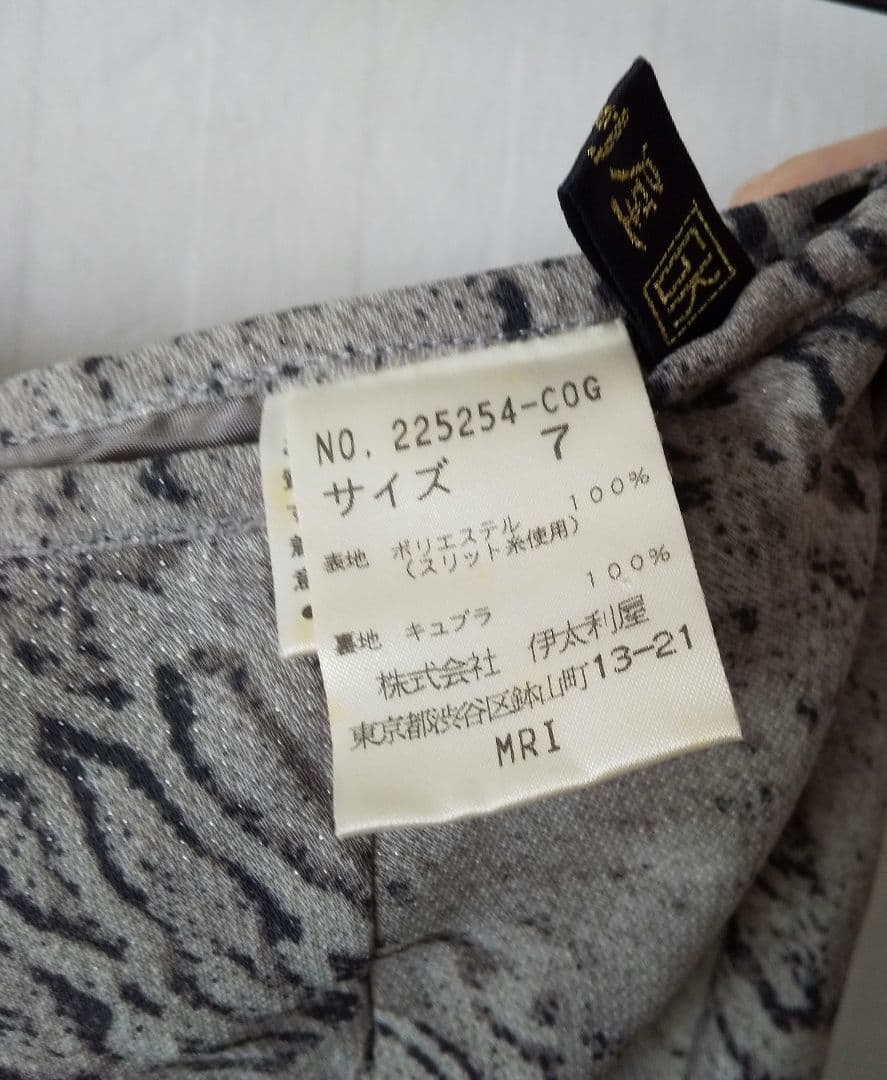 屋
NO. 225254-COG
サイズ 7
表地 ポリエステル 100%
(スリット糸使用)
裏地 キュプラ 100%
株式会社 伊太利屋
東京都渋谷区鉢山町13-21
MRI